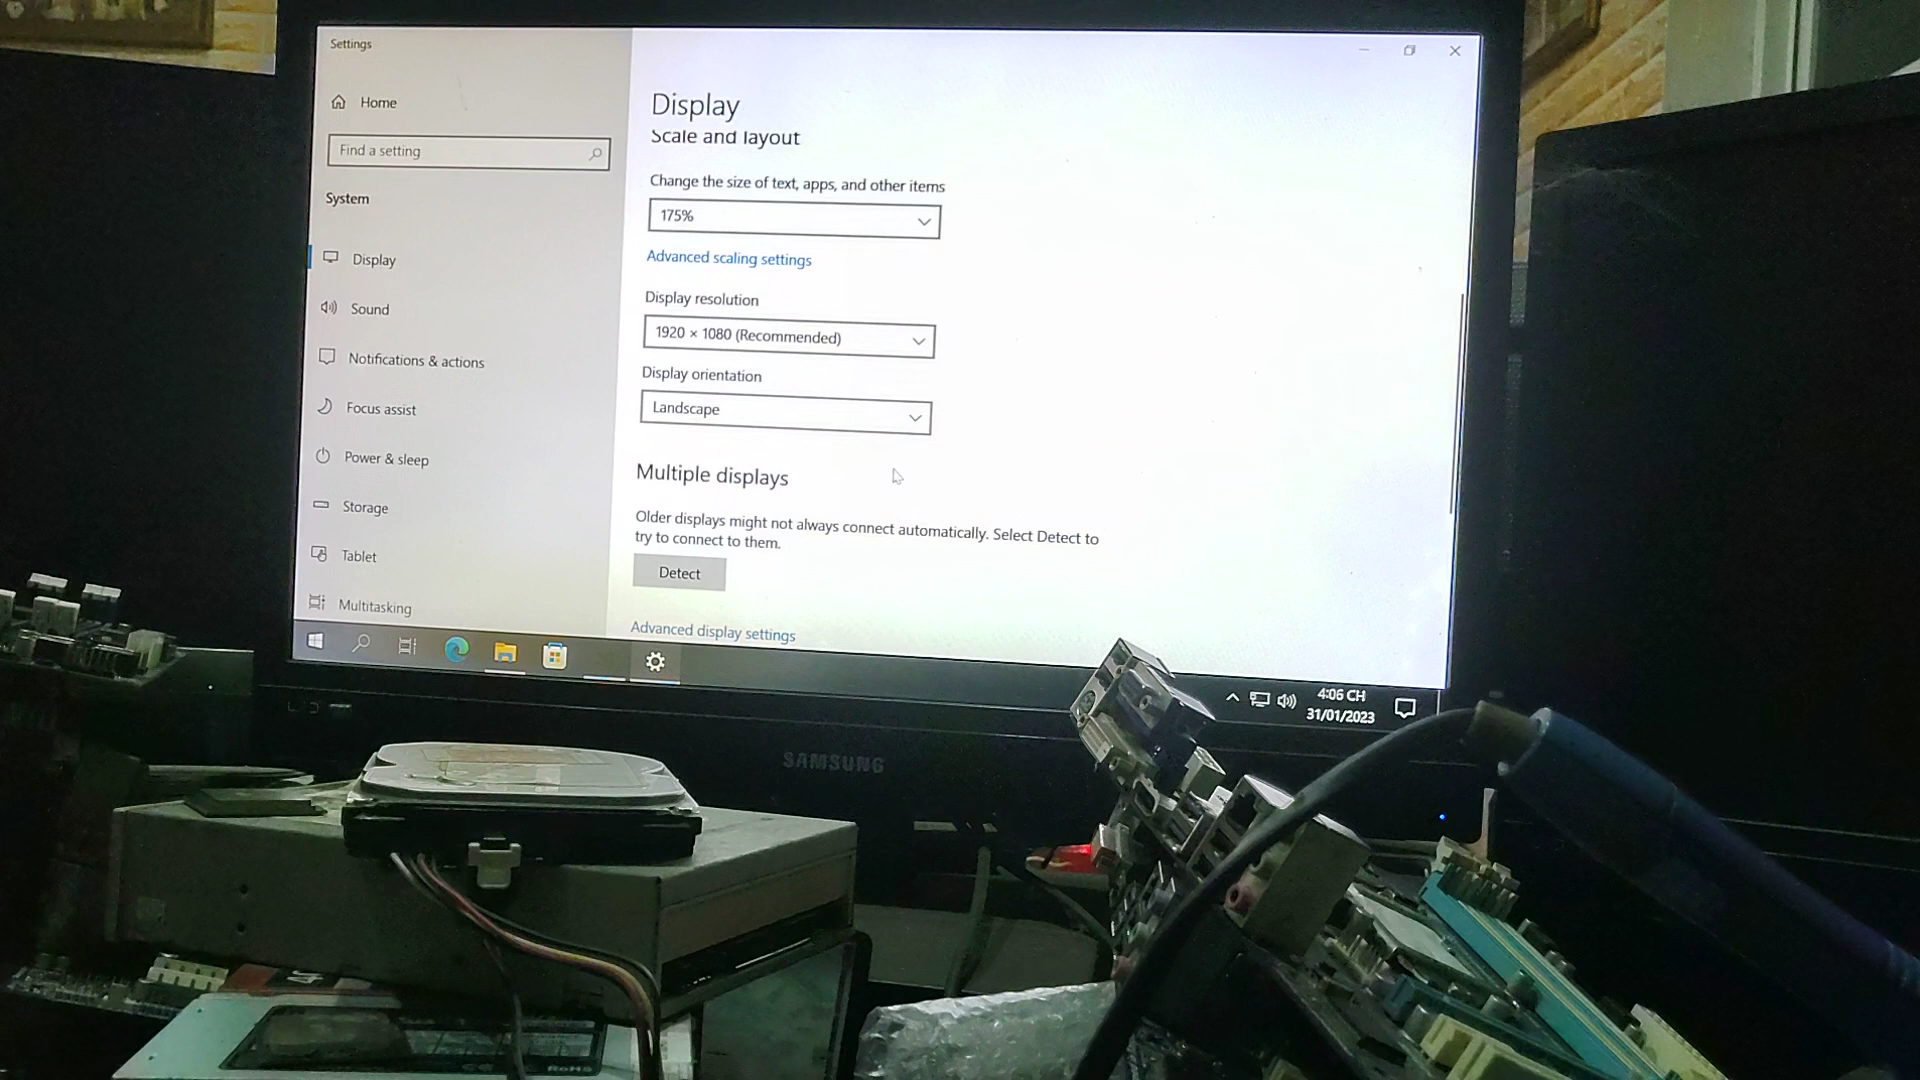 Settings
Home
Find a setting
System
Display
Sound
Notifications & actions
Focus assist
Power & sleep
Storage
Tablet
Multitasking
Display
Scale and layout
Change the size of text, apps, and other items
175%
Advanced scaling settings
Display resolution
1920 × 1080 (Recommended)
Display orientation
Landscape
Multiple displays
Older displays might not always connect automatically. Select Detect to
try to connect to them.
Detect
Advanced display settings
4:06 CH
31/01/2023
SAMSUNG
RoHS